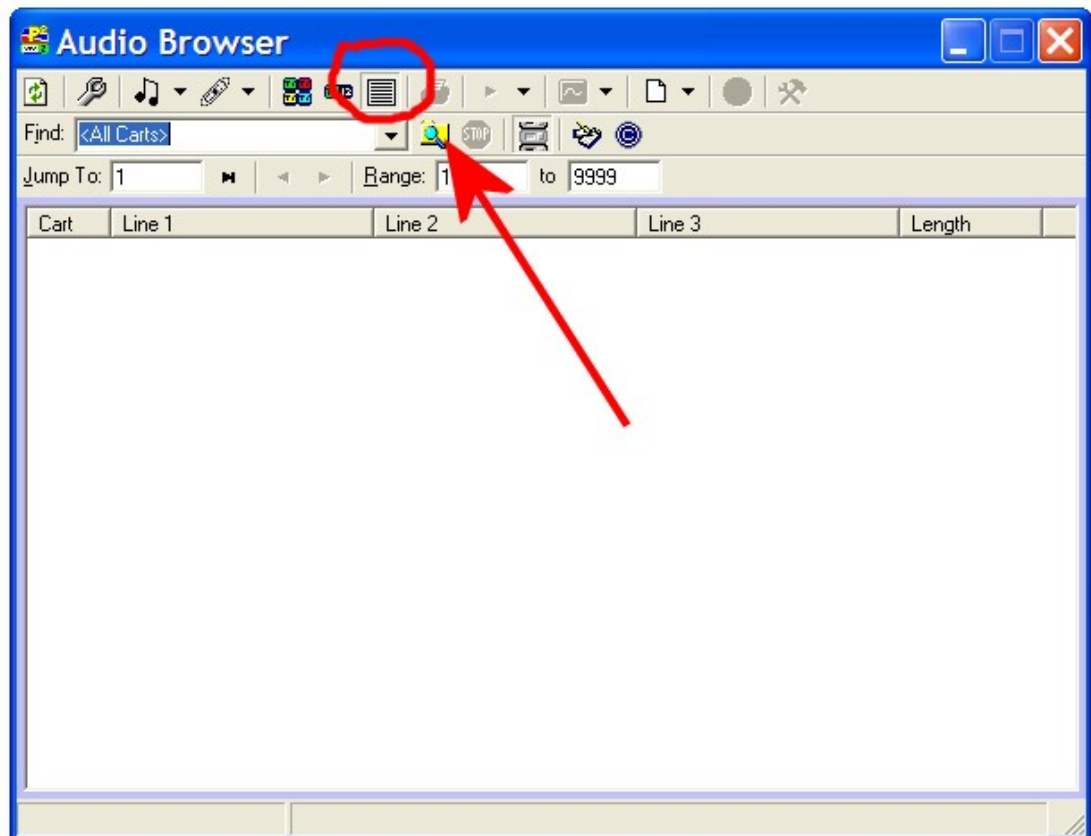 Audio Browser
Find: <All Carts> STOP
Jump To: 1 Range: 1 to 9999
Cart Line 1 Line 2 Line 3 Length